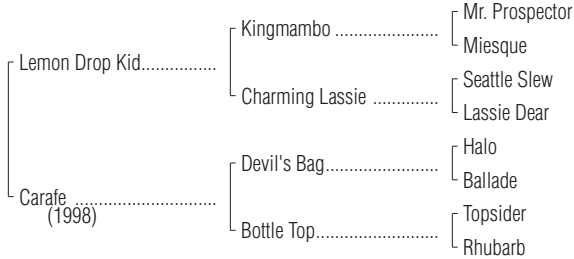 Mr. Prospector
Kingmambo ......................
Miesque
Lemon Drop Kid................
Seattle Slew
Charming Lassie ..............
Lassie Dear
Halo
Devil's Bag........................
Ballade
Carafe ..............................
(1998)
Topsider
Bottle Top..........................
Rhubarb